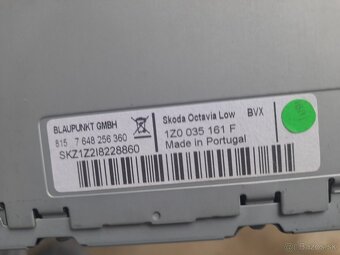 BLAUPUNKT GMBH
815 7 648 256 360
SKZ1Z2I8228860
Skoda Octavia Low BVX
1Z0 035 161 F
Made in Portugal